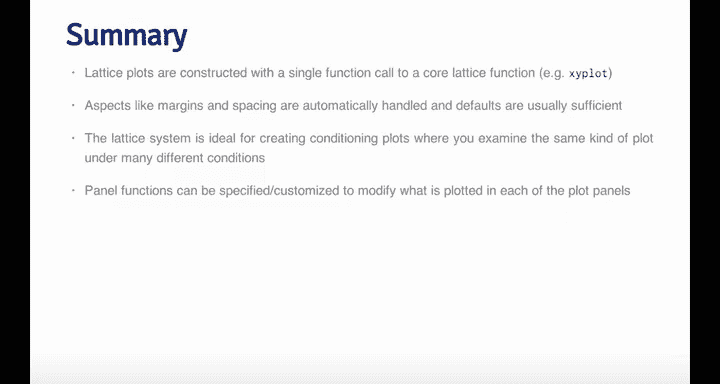 Summary
· Lattice plots are constructed with a single function call to a core lattice function (e.g. xyplot)
· Aspects like margins and spacing are automatically handled and defaults are usually sufficient
· The lattice system is ideal for creating conditioning plots where you examine the same kind of plot
under many different conditions
· Panel functions can be specified/customized to modify what is plotted in each of the plot panels